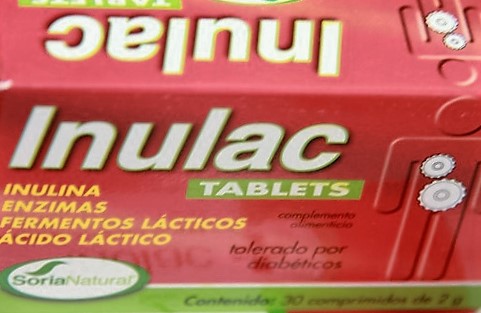 TABLETS
Inulac
Inulac
TABLETS
INULINA
ENZIMAS
FERMENTOS LÁCTICOS
ÁCIDO LÁCTICO
complemento
alimenticio
tolerado por
diabéticos
SoriaNatural
Contenido: 30 comprimidos de 2 g